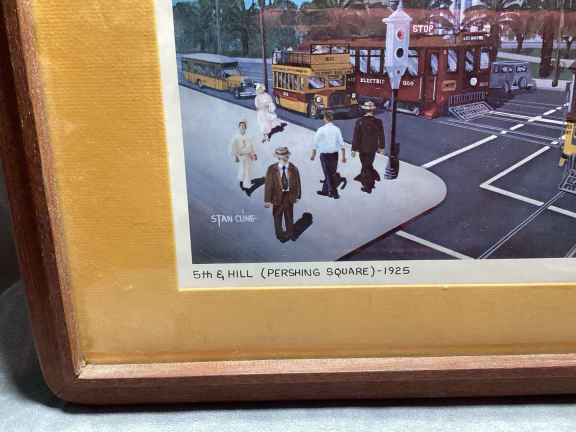 STOP
ELECTRIC
STAN CLINE
5th & HILL (PERSHING SQUARE)-1925